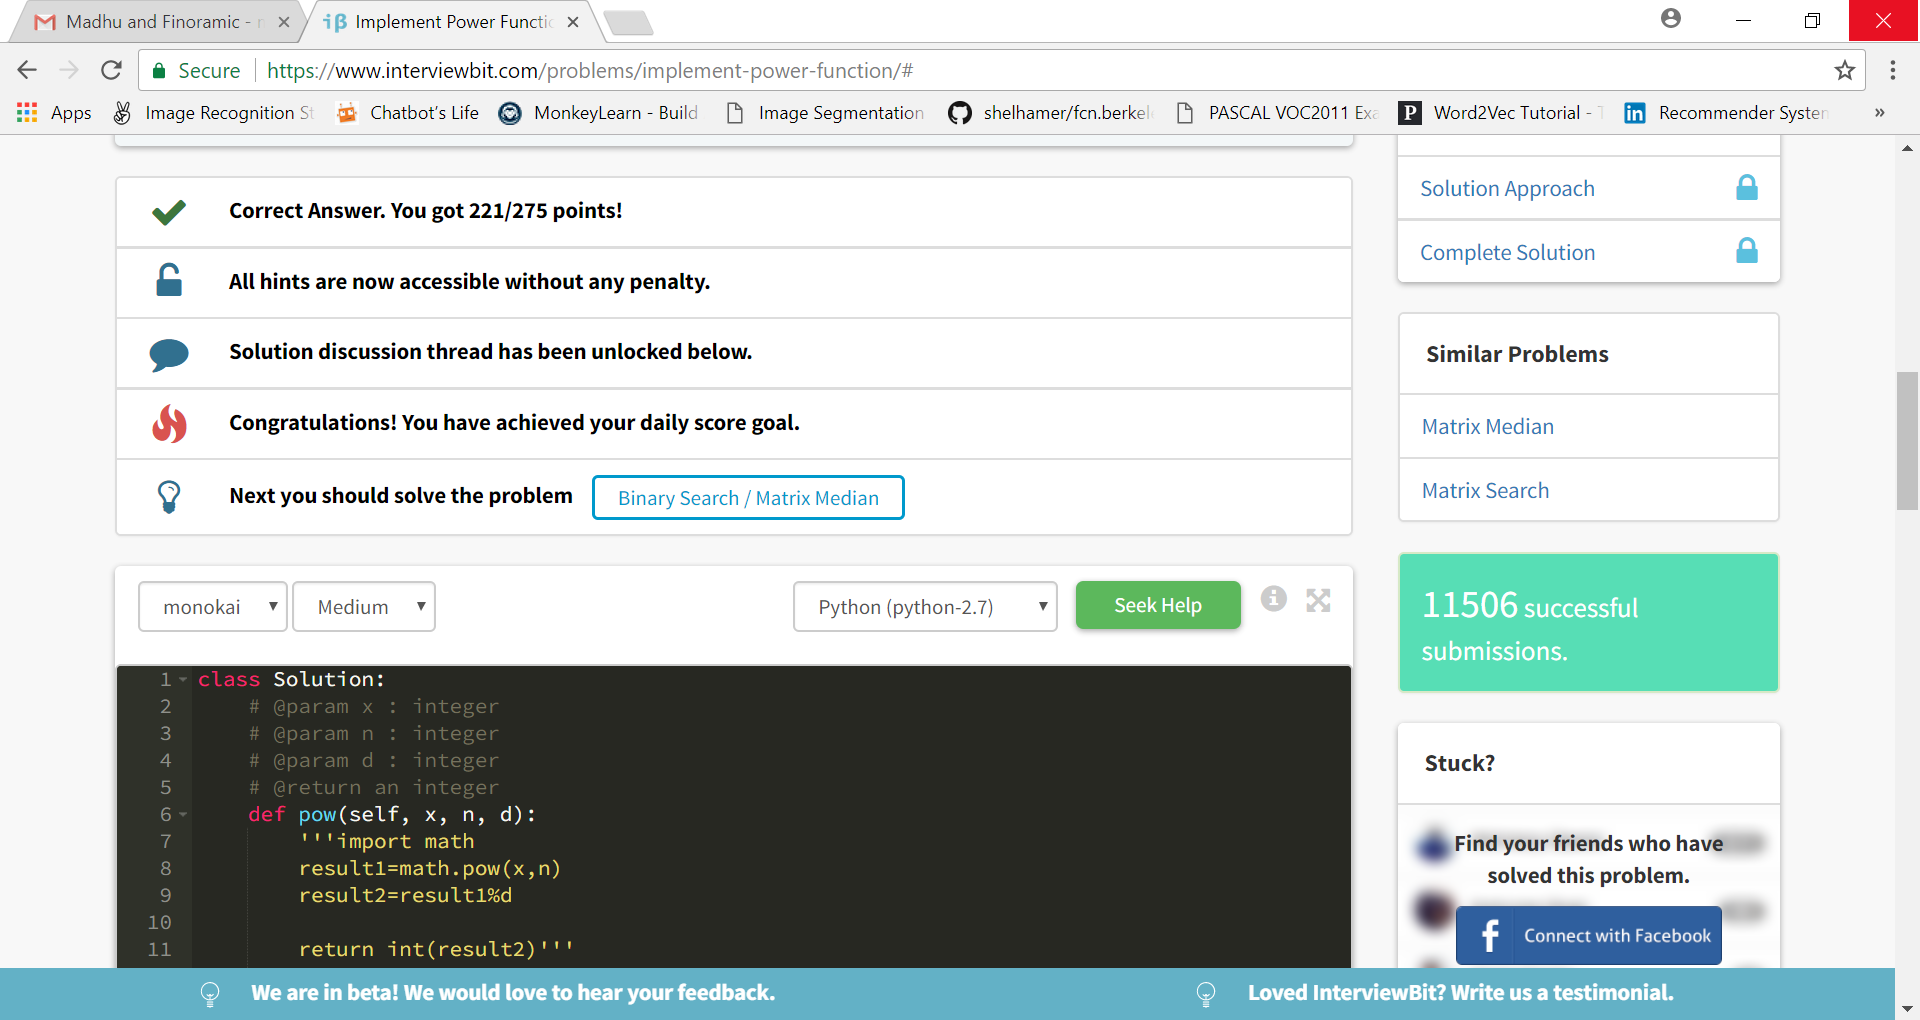 Madhu and Finoramic -
iβ Implement Power Functio
Secure https://www.interviewbit.com/problems/implement-power-function/#
Apps Image Recognition St Chatbot's Life MonkeyLearn - Build Image Segmentation shelhamer/fcn.berkele PASCAL VOC2011 Exa P Word2Vec Tutorial - T in Recommender System »
Correct Answer. You got 221/275 points!
All hints are now accessible without any penalty.
Solution discussion thread has been unlocked below.
Congratulations! You have achieved your daily score goal.
Next you should solve the problem Binary Search / Matrix Median
monokai Medium Python (python-2.7) Seek Help
1 class Solution:
2 # @param x : integer
3 # @param n : integer
4 # @param d : integer
5 # @return an integer
6 def pow(self, x, n, d):
7 '''import math
8 result1=math.pow(x,n)
9 result2=result1%d
10
11 return int(result2)'''
Solution Approach
Complete Solution
Similar Problems
Matrix Median
Matrix Search
11506 successful
submissions.
Stuck?
Find your friends who have
solved this problem.
f Connect with Facebook
We are in beta! We would love to hear your feedback.
Loved InterviewBit? Write us a testimonial.